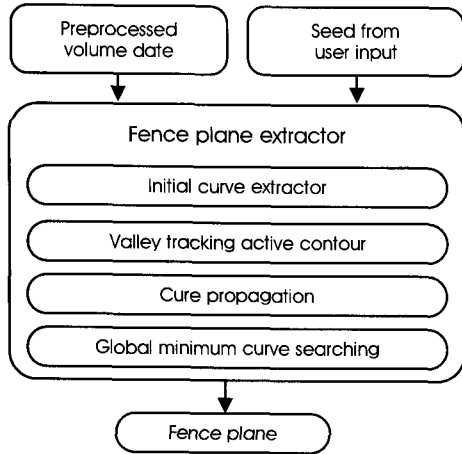 Preprocessed
volume date
Seed from
user input
Fence plane extractor
Initial curve extractor
Valley tracking active contour
Cure propagation
Global minimum curve searching
Fence plane